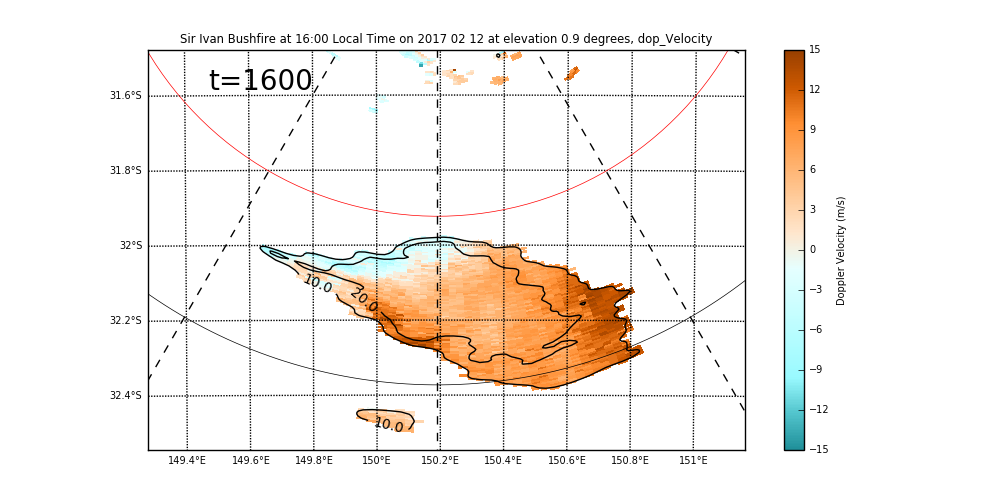 Sir Ivan Bushfire at 16:00 Local Time on 2017 02 12 at elevation 0.9 degrees, dop_Velocity
t=1600
31.6°S
31.8°S
32°S
32.2°S
32.4°S
10.0
20.0
10.0
149.4°E 149.6°E 149.8°E 150°E 150.2°E 150.4°E 150.6°E 150.8°E 151°E
15
12
9
6
3
0
−3
−6
−9
−12
−15
Doppler Velocity (m/s)